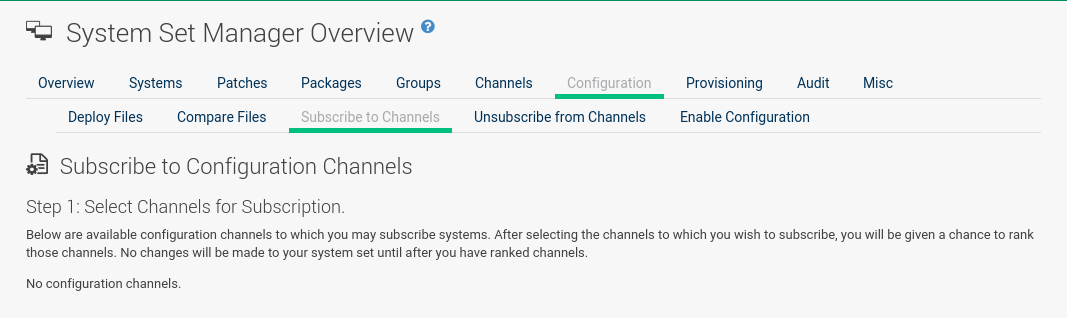 System Set Manager Overview ?
Overview Systems Patches Packages Groups Channels Configuration Provisioning Audit Misc
Deploy Files Compare Files Subscribe to Channels Unsubscribe from Channels Enable Configuration
Subscribe to Configuration Channels
Step 1: Select Channels for Subscription.
Below are available configuration channels to which you may subscribe systems. After selecting the channels to which you wish to subscribe, you will be given a chance to rank
those channels. No changes will be made to your system set until after you have ranked channels.
No configuration channels.